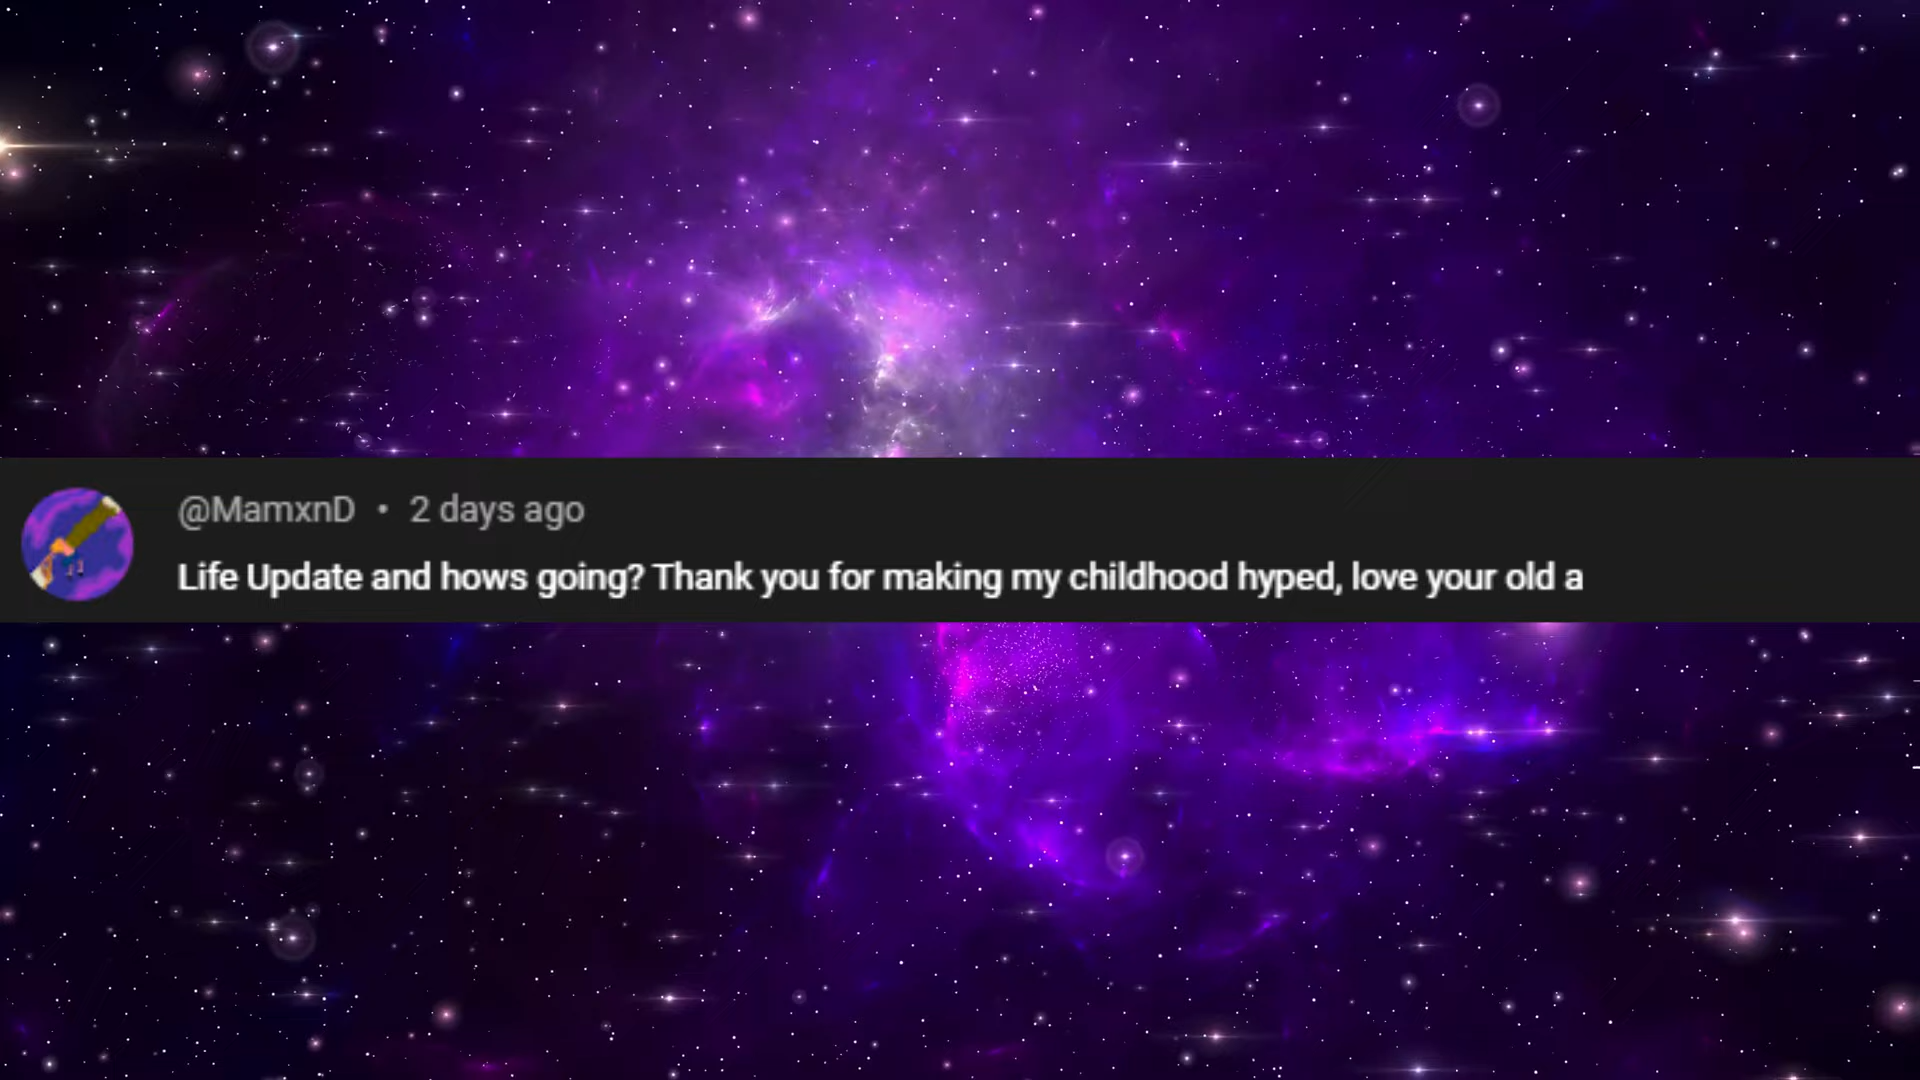 @MamxnD • 2 days ago
Life Update and hows going? Thank you for making my childhood hyped, love your old a